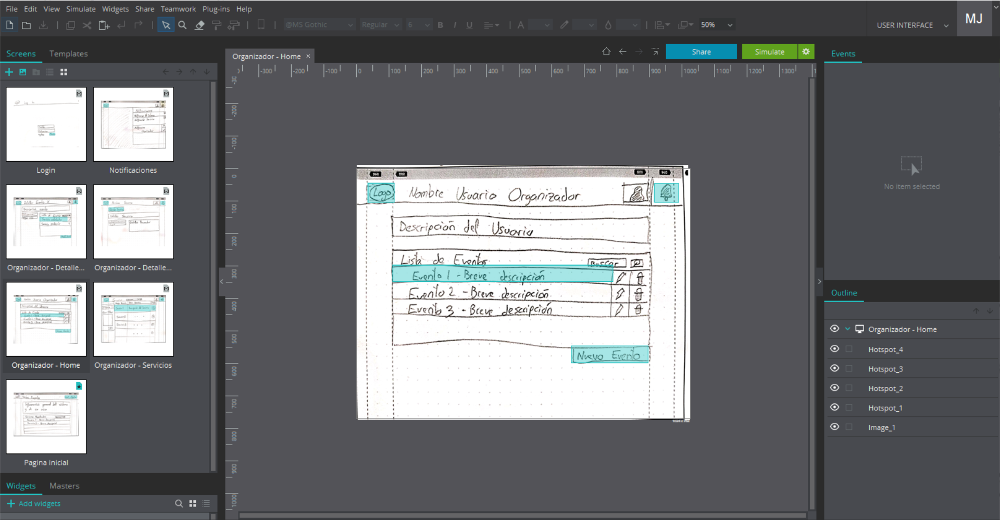 File Edit View Simulate Widgets Share Teamwork Plug-ins Help
@MS Gothic Regular 6 B I U A 50%
USER INTERFACE
MJ
Screens Templates
Organizador - Home ×
Share
Simulate
Events
-300 -200 -100 0 100 200 300 400 500 600 700 800 900 1000 1100 1200 1300
-200
-100
0
100
200
300
400
500
600
700
800
900
1000
Login
Notificaciones
Organizador - Detalle...
Organizador - Detalle...
Organizador - Home
Organizador - Servicios
Pagina inicial
960 800 800 960
Logo Nombre Usuario Organizador
Descripción del Usuario
Lista de Eventos Buscar
Evento 1 - Breve descripción
Evento 2 - Breve descripción
Evento 3 - Breve descripción
Nuevo Evento
No item selected
Outline
Organizador - Home
Hotspot_4
Hotspot_3
Hotspot_2
Hotspot_1
Image_1
Widgets Masters
Add widgets